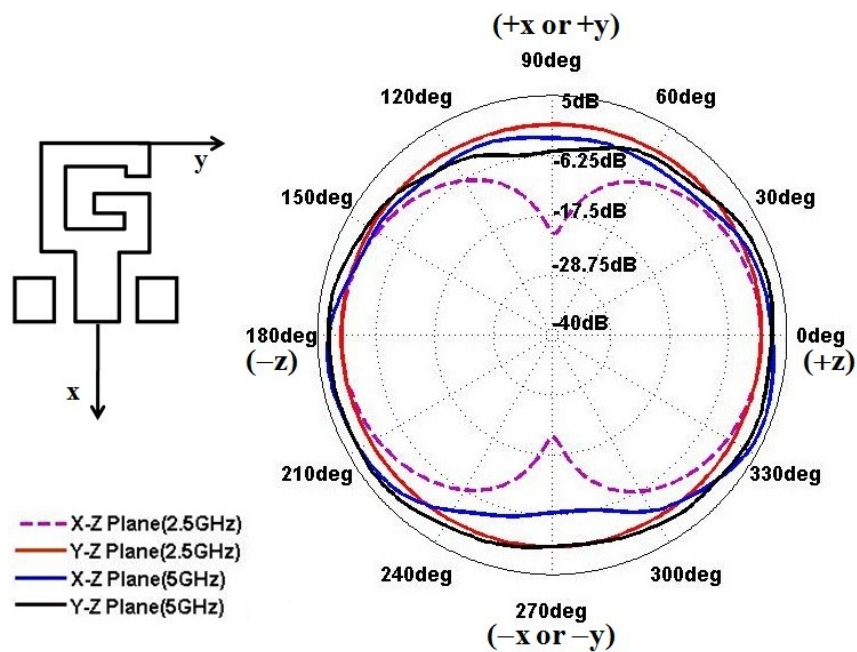 (+x or +y)
90deg
120deg
5dB
60deg
y
-6.25dB
150deg
30deg
-17.5dB
-28.75dB
180deg
-40dB
0deg
(−z)
(+z)
x
210deg
330deg
X-Z Plane(2.5GHz)
Y-Z Plane(2.5GHz)
X-Z Plane(5GHz)
Y-Z Plane(5GHz)
240deg
300deg
270deg
(−x or −y)